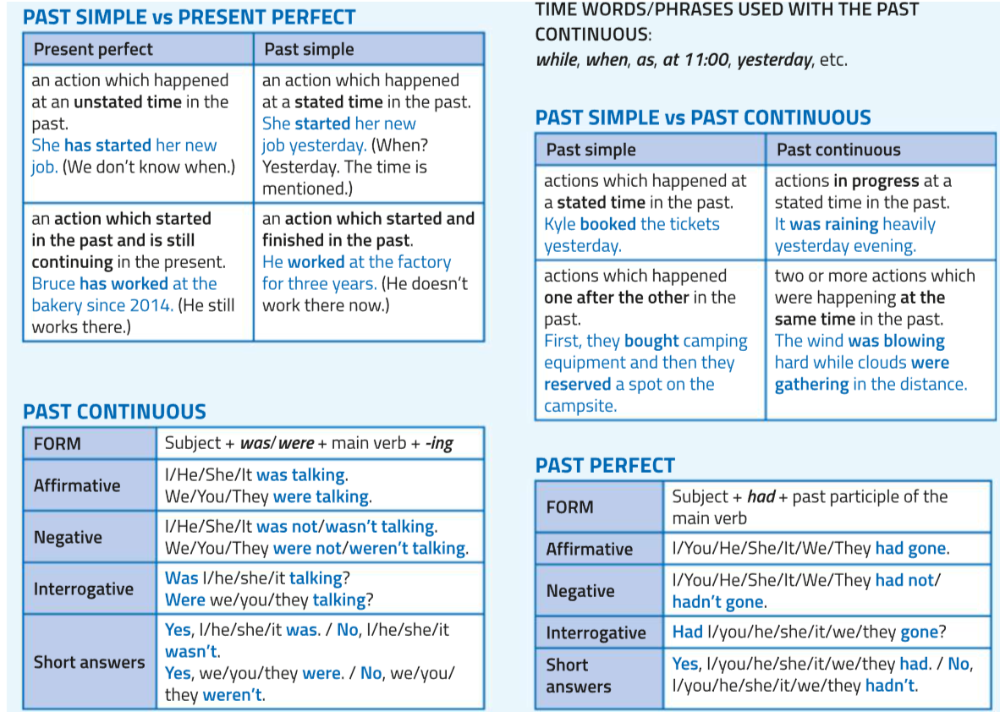 PAST SIMPLE vs PRESENT PERFECT
Present perfect
Past simple
an action which happened
at an unstated time in the
past.
She has started her new
job. (We don't know when.)
an action which happened
at a stated time in the past.
She started her new
job yesterday. (When?
Yesterday. The time is
mentioned.)
an action which started
in the past and is still
continuing in the present.
Bruce has worked at the
bakery since 2014. (He still
works there.)
an action which started and
finished in the past.
He worked at the factory
for three years. (He doesn't
work there now.)
PAST CONTINUOUS
FORM
Subject + was/were + main verb + -ing
Affirmative
I/He/She/It was talking.
We/You/They were talking.
Negative
I/He/She/It was not/wasn't talking.
We/You/They were not/weren't talking.
Interrogative
Was I/he/she/it talking?
Were we/you/they talking?
Short answers
Yes, I/he/she/it was. / No, I/he/she/it
wasn't.
Yes, we/you/they were. / No, we/you/
they weren't.
TIME WORDS/PHRASES USED WITH THE PAST
CONTINUOUS:
while, when, as, at 11:00, yesterday, etc.
PAST SIMPLE vs PAST CONTINUOUS
Past simple
Past continuous
actions which happened at
a stated time in the past.
Kyle booked the tickets
yesterday.
actions in progress at a
stated time in the past.
It was raining heavily
yesterday evening.
actions which happened
one after the other in the
past.
First, they bought camping
equipment and then they
reserved a spot on the
campsite.
two or more actions which
were happening at the
same time in the past.
The wind was blowing
hard while clouds were
gathering in the distance.
PAST PERFECT
FORM
Subject + had + past participle of the
main verb
Affirmative
I/You/He/She/It/We/They had gone.
Negative
I/You/He/She/It/We/They had not/
hadn't gone.
Interrogative
Had I/you/he/she/it/we/they gone?
Short
answers
Yes, I/you/he/she/it/we/they had. / No,
I/you/he/she/it/we/they hadn't.